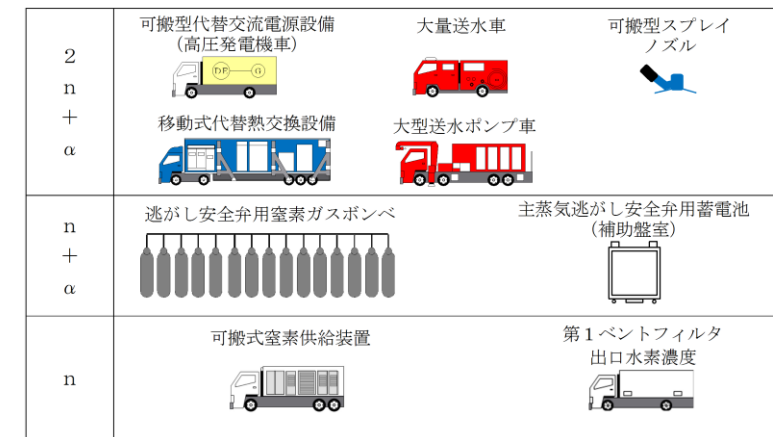 2
n
+
α
可搬型代替交流電源設備
(高圧発電機車)
DE
G
大量送水車
可搬型スプレイ
ノズル
移動式代替熱交換設備
大型送水ポンプ車
n
+
α
逃がし安全弁用窒素ガスボンベ
主蒸気逃がし安全弁用蓄電池
(補助盤室)
n
可搬式窒素供給装置
第1ベントフィルタ
出口水素濃度